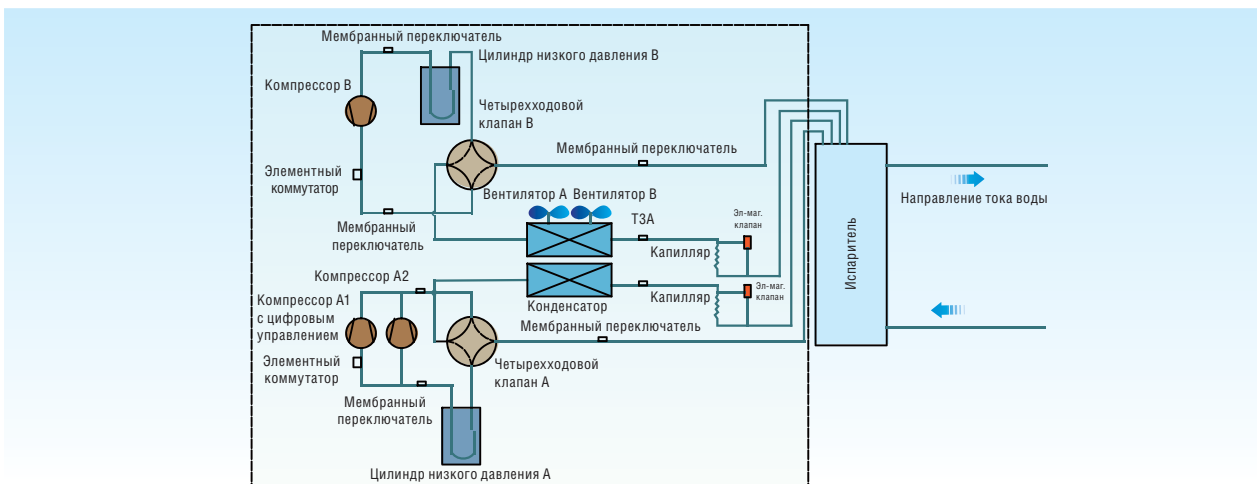 Мембранный переключатель
Цилиндр низкого давления В
Компрессор В
Четырехходовой
клапан В
Мембранный переключатель
Элементный
коммутатор
Вентилятор А
Вентилятор В
Направление тока воды
Мембранный
переключатель
Т3А
Эл-маг.
клапан
Капилляр
Испаритель
Компрессор А2
Компрессор А1
с цифровым
управлением
Конденсатор
Капилляр
Эл-маг.
клапан
Мембранный переключатель
Элементный
коммутатор
Четырехходовой
клапан А
Мембранный
переключатель
Цилиндр низкого давления А